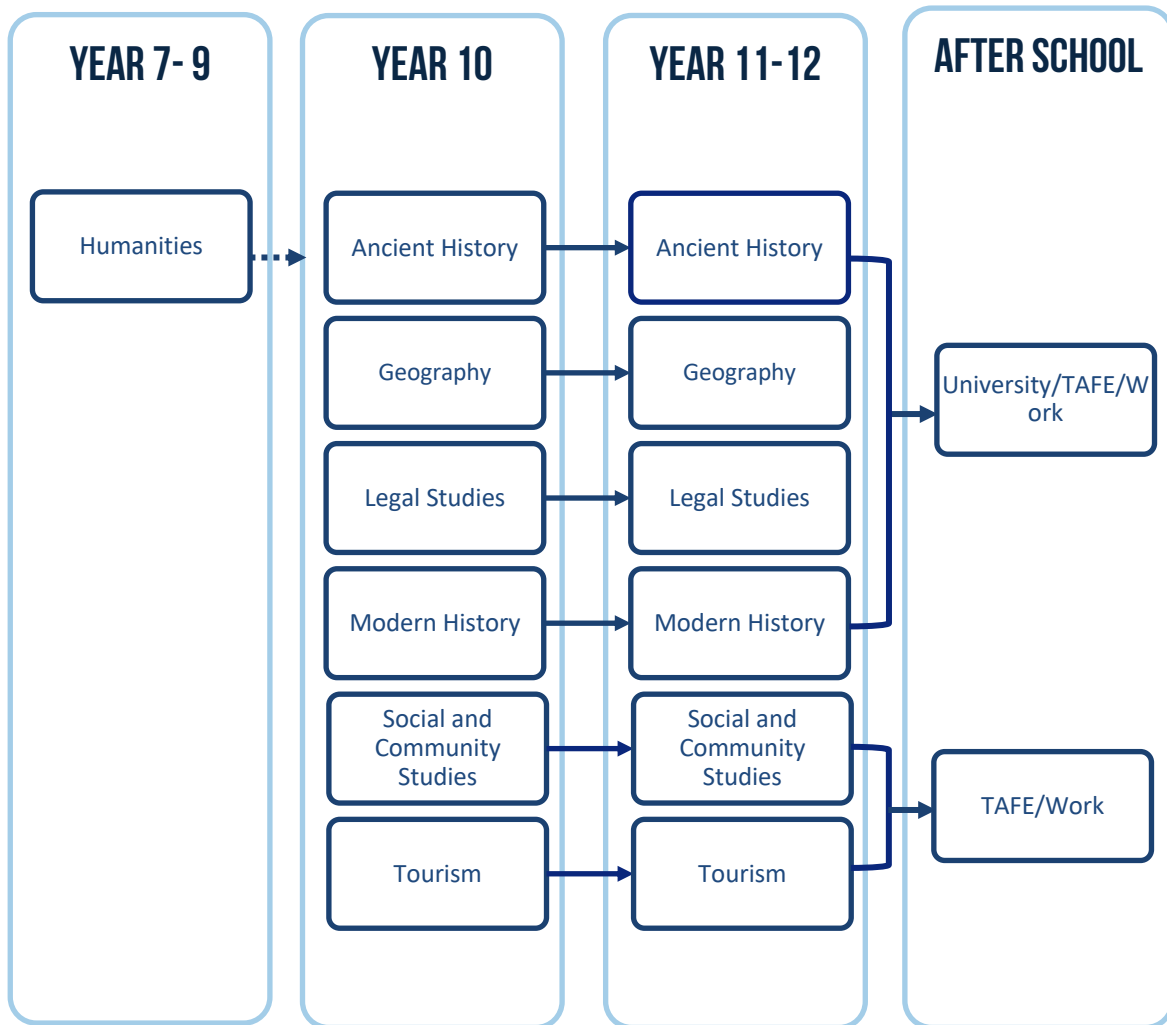 YEAR 7- 9
YEAR 10
YEAR 11-12
AFTER SCHOOL
Humanities
Ancient History
Ancient History
Geography
Geography
University/TAFE/W
ork
Legal Studies
Legal Studies
Modern History
Modern History
Social and
Community
Studies
Social and
Community
Studies
TAFE/Work
Tourism
Tourism